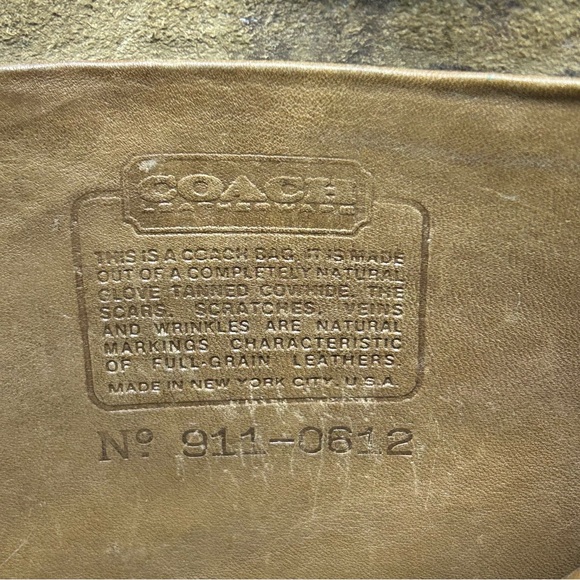 COACH
LEATHERWARE
THIS IS A COACH BAG. IT IS MADE
OUT OF A COMPLETELY NATURAL
GLOVE TANNED COWHIDE. THE
SCARS, SCRATCHES, VEINS
AND WRINKLES ARE NATURAL
MARKINGS CHARACTERISTIC
OF FULL-GRAIN LEATHERS.
MADE IN NEW YORK CITY, U.S.A.
Nº 911-0612